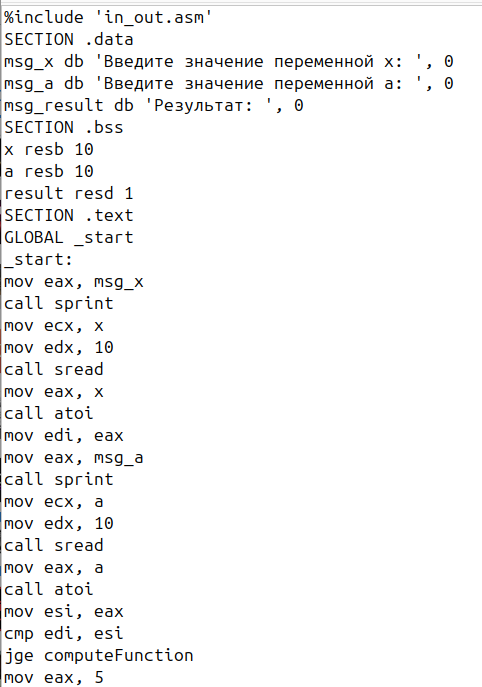 %include 'in_out.asm'
SECTION .data
msg_x db 'Введите значение переменной x: ', 0
msg_a db 'Введите значение переменной a: ', 0
msg_result db 'Результат: ', 0
SECTION .bss
x resb 10
a resb 10
result resd 1
SECTION .text
GLOBAL _start
_start:
mov eax, msg_x
call sprint
mov ecx, x
mov edx, 10
call sread
mov eax, x
call atoi
mov edi, eax
mov eax, msg_a
call sprint
mov ecx, a
mov edx, 10
call sread
mov eax, a
call atoi
mov esi, eax
cmp edi, esi
jge computeFunction
mov eax, 5